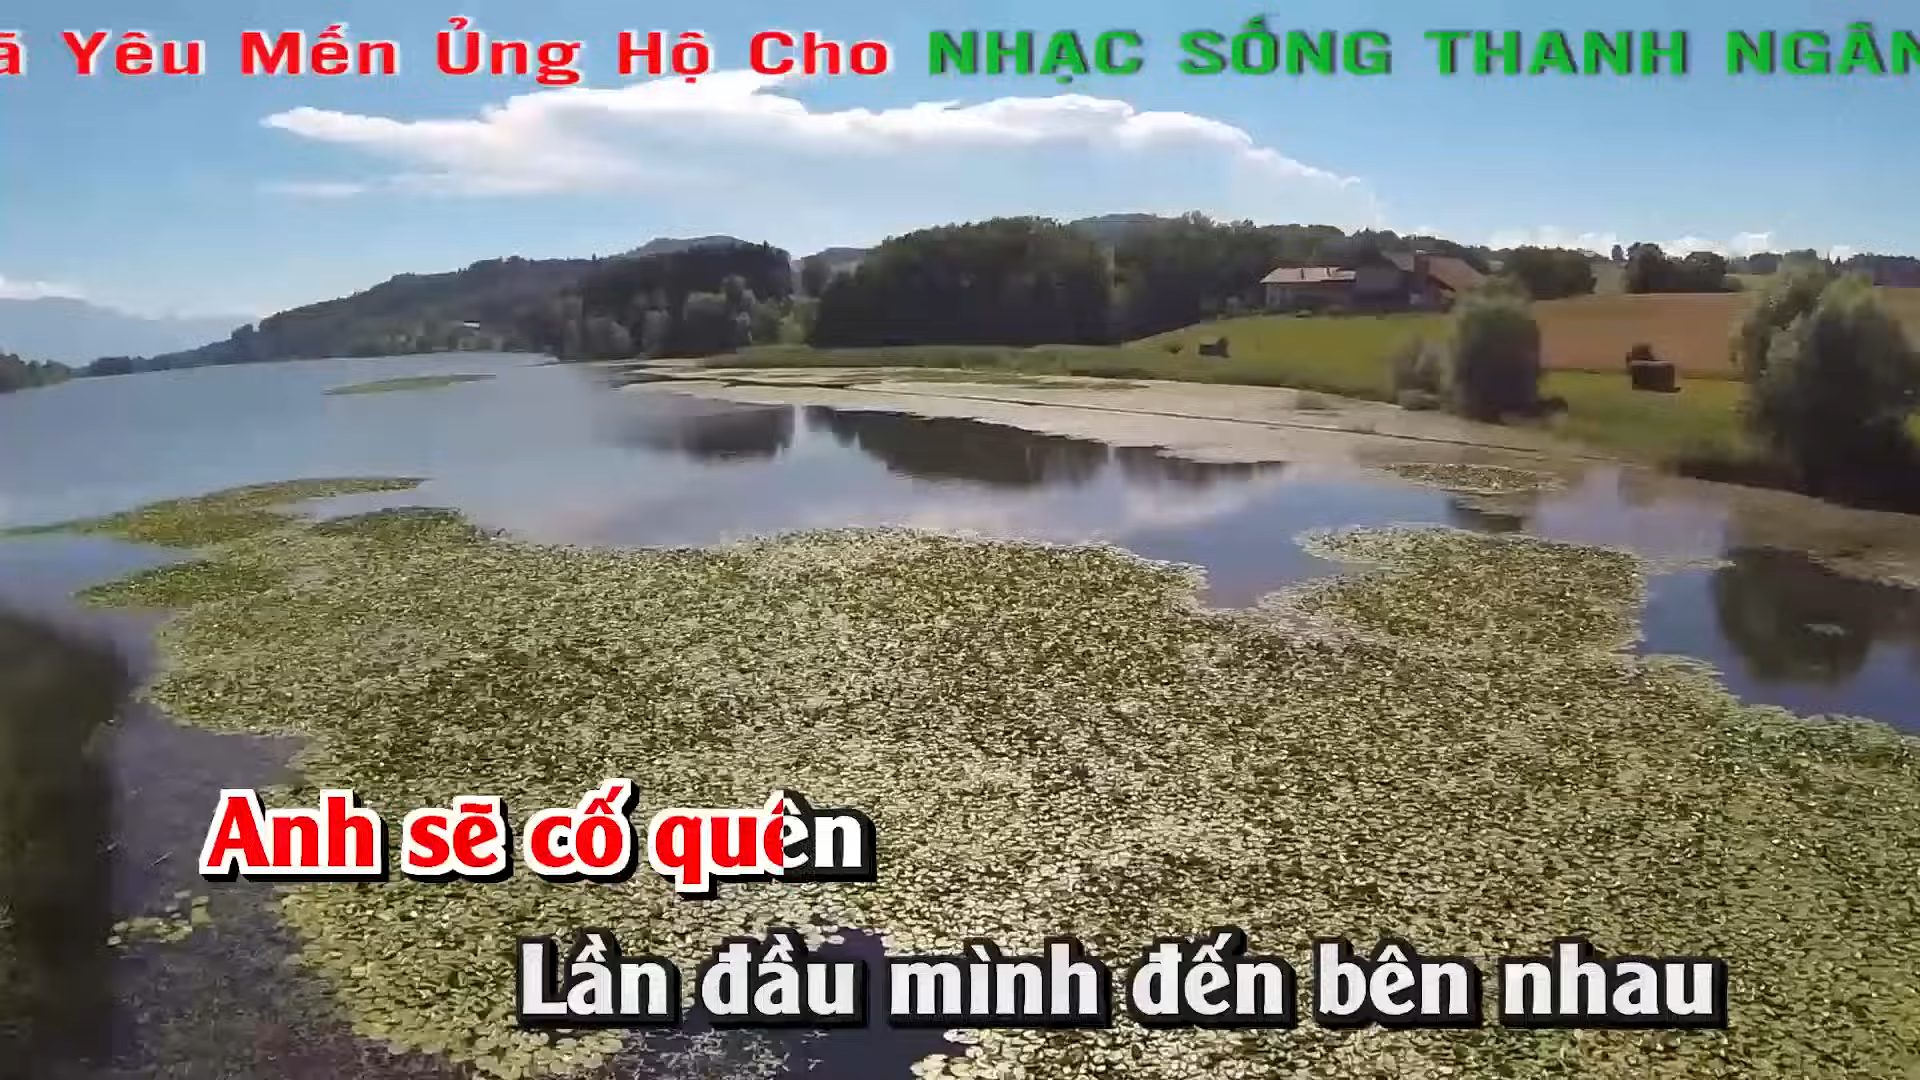 Yêu Mến Ủng Hộ Cho NHẠC SỐNG THANH NGÂN
Anh sẽ cố quên
Lần đầu mình đến bên nhau